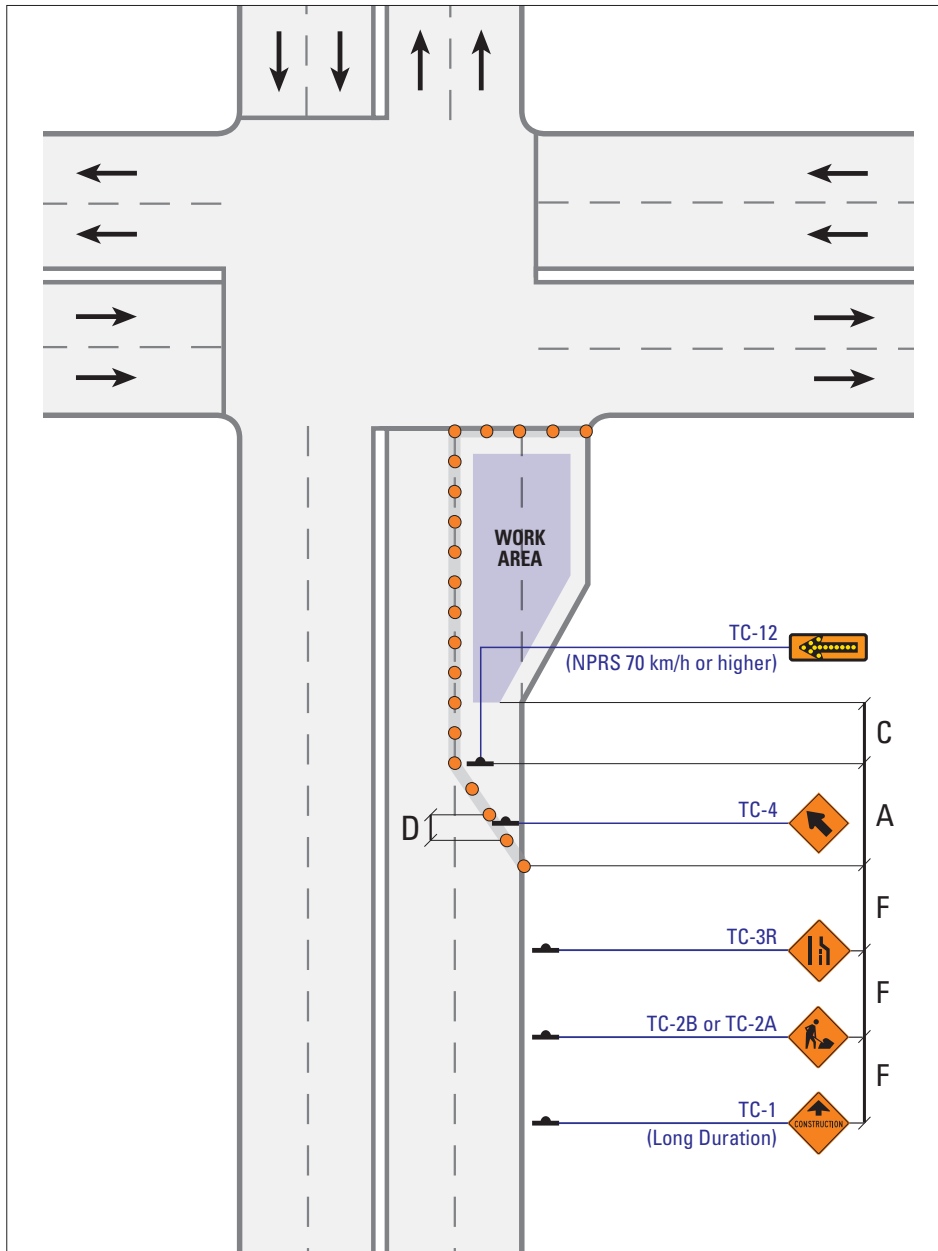 WORK
AREA
TC-12
(NPRS 70 km/h or higher)
C
TC-4
A
D
F
TC-3R
F
TC-2B or TC-2A
F
TC-1
(Long Duration)
CONSTRUCTION